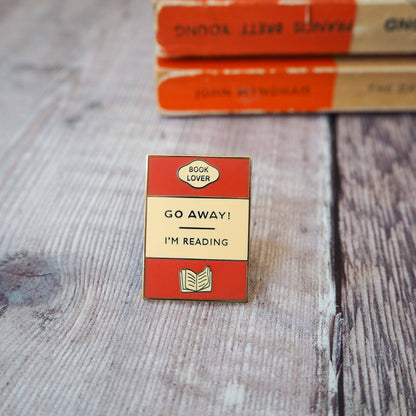 FRANCIS BRETT YOUNG
JOHN WYNDHAM
BOOK
LOVER
GO AWAY!
I'M READING